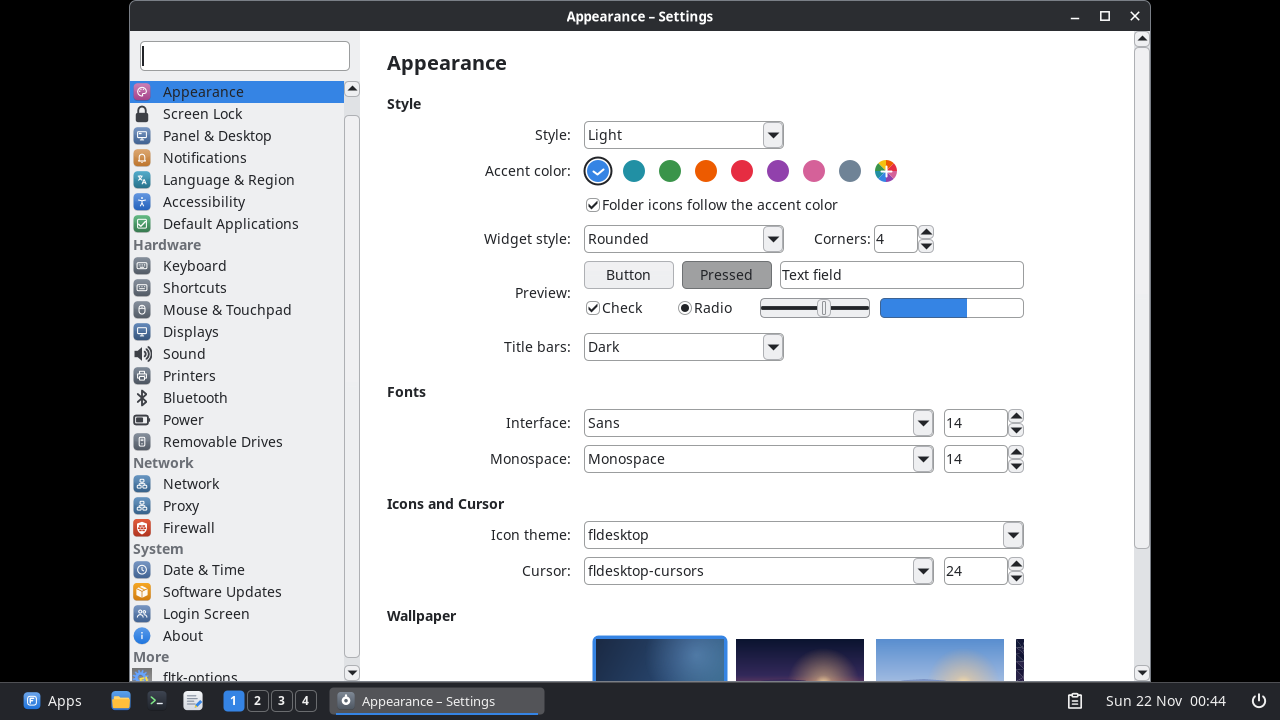 Appearance – Settings
Appearance
Screen Lock
Panel & Desktop
Notifications
Language & Region
Accessibility
Default Applications
Hardware
Keyboard
Shortcuts
Mouse & Touchpad
Displays
Sound
Printers
Bluetooth
Power
Removable Drives
Network
Network
Proxy
Firewall
System
Date & Time
Software Updates
Login Screen
About
More
fltk-options
Appearance
Style
Style: Light
Accent color:
Folder icons follow the accent color
Widget style: Rounded Corners: 4
Preview: Button Pressed Text field
Check Radio
Title bars: Dark
Fonts
Interface: Sans 14
Monospace: Monospace 14
Icons and Cursor
Icon theme: fldesktop
Cursor: fldesktop-cursors 24
Wallpaper
Apps 1 2 3 4 Appearance – Settings Sun 22 Nov 00:44